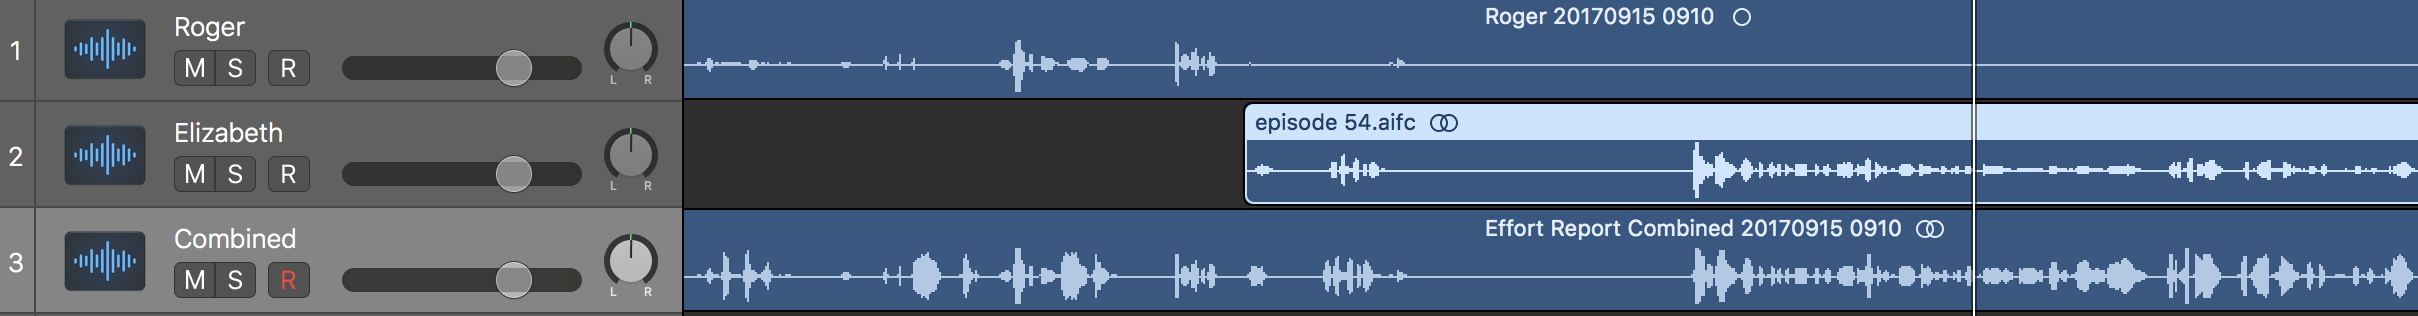 1
Roger
M S R
L R
Roger 20170915 0910
2
Elizabeth
M S R
L R
episode 54.aifc
3
Combined
M S R
L R
Effort Report Combined 20170915 0910